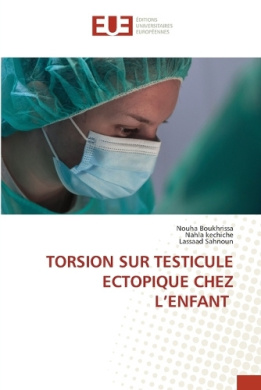 EUE
ÉDITIONS
UNIVERSITAIRES
EUROPÉENNES
Nouha Boukhrissa
Nahla kechiche
Lassaad Sahnoun
TORSION SUR TESTICULE
ECTOPIQUE CHEZ
L'ENFANT